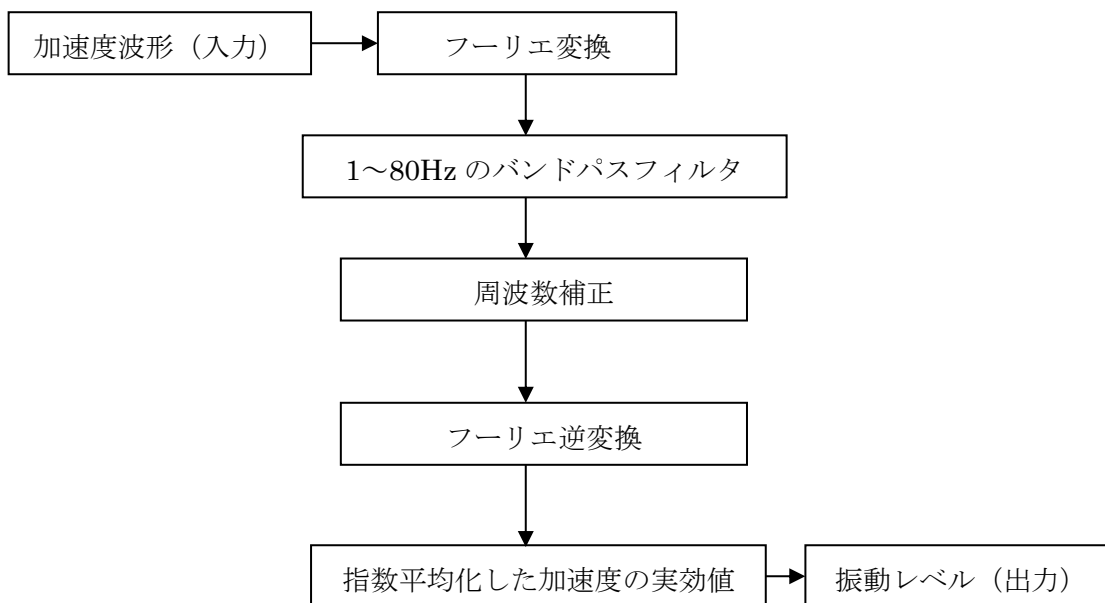 加速度波形（入力）
フーリエ変換
1～80Hz のバンドパスフィルタ
周波数補正
フーリエ逆変換
指数平均化した加速度の実効値
振動レベル（出力）